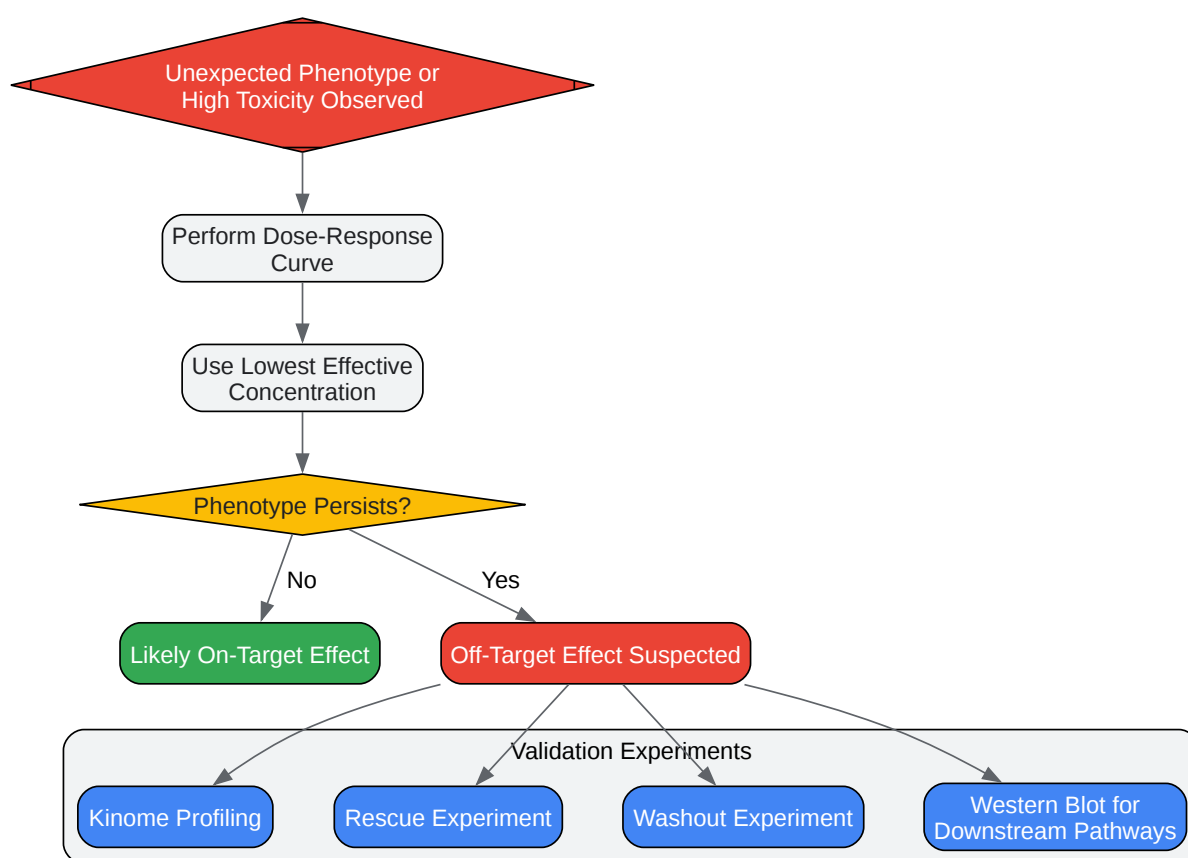 Unexpected Phenotype or
High Toxicity Observed
Perform Dose-Response
Curve
Use Lowest Effective
Concentration
Phenotype Persists?
No
Yes
Likely On-Target Effect
Off-Target Effect Suspected
Validation Experiments
Kinome Profiling
Rescue Experiment
Washout Experiment
Western Blot for
Downstream Pathways